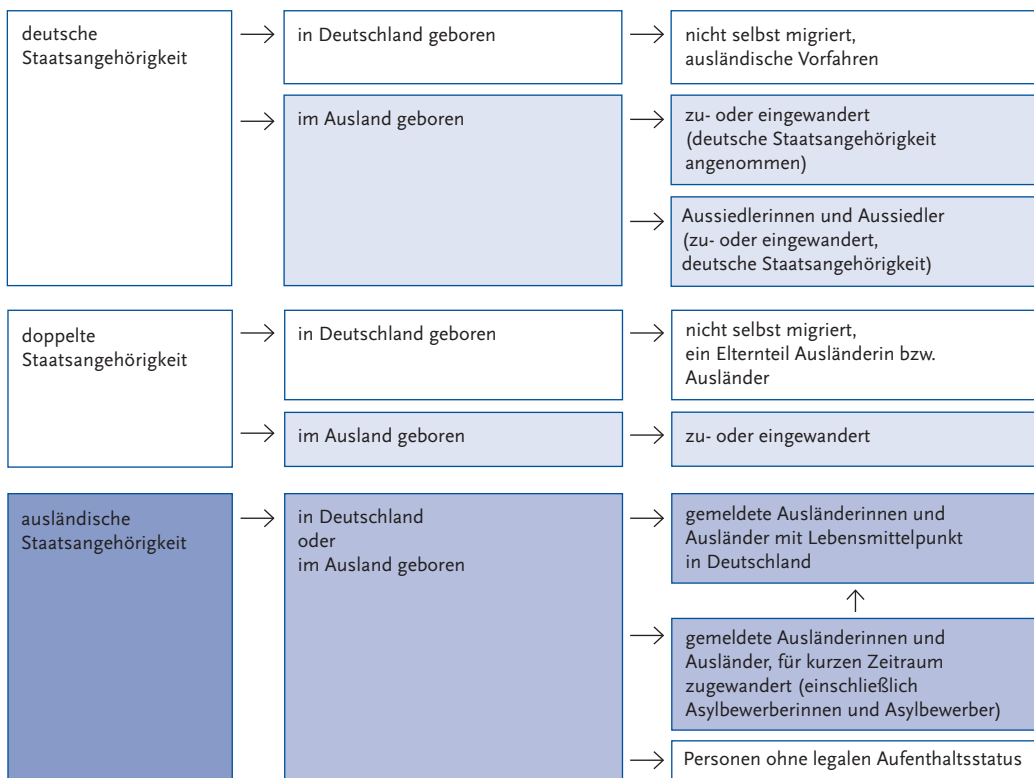 deutsche
Staatsangehörigkeit
in Deutschland geboren
nicht selbst migriert,
ausländische Vorfahren
im Ausland geboren
zu- oder eingewandert
(deutsche Staatsangehörigkeit
angenommen)
Aussiedlerinnen und Aussiedler
(zu- oder eingewandert,
deutsche Staatsangehörigkeit)
doppelte
Staatsangehörigkeit
in Deutschland geboren
nicht selbst migriert,
ein Elternteil Ausländerin bzw.
Ausländer
im Ausland geboren
zu- oder eingewandert
ausländische
Staatsangehörigkeit
in Deutschland
oder
im Ausland geboren
gemeldete Ausländerinnen und
Ausländer mit Lebensmittelpunkt
in Deutschland
gemeldete Ausländerinnen und
Ausländer, für kurzen Zeitraum
zugewandert (einschließlich
Asylbewerberinnen und Asylbewerber)
Personen ohne legalen Aufenthaltsstatus